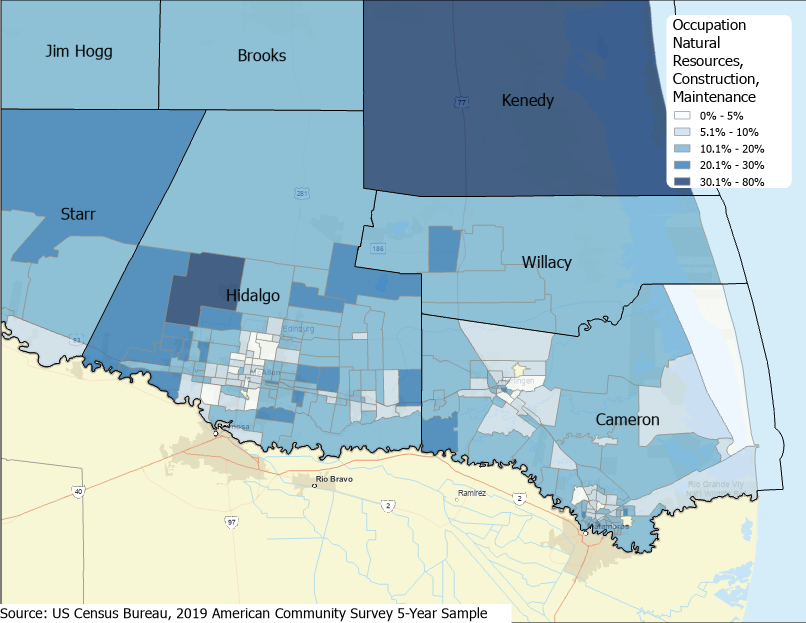 Jim Hogg
Brooks
Kenedy
77
Occupation
Natural
Resources,
Construction,
Maintenance
0% - 5%
5.1% - 10%
10.1% - 20%
20.1% - 30%
30.1% - 80%
281
Starr
186
Willacy
Hidalgo
Edinburg
83
McAllen
Harlingen
Cameron
Reynosa
Rio Bravo
Ramirez
Rio Grande Vly
40
97
2
2
Matamoros
Source: US Census Bureau, 2019 American Community Survey 5-Year Sample